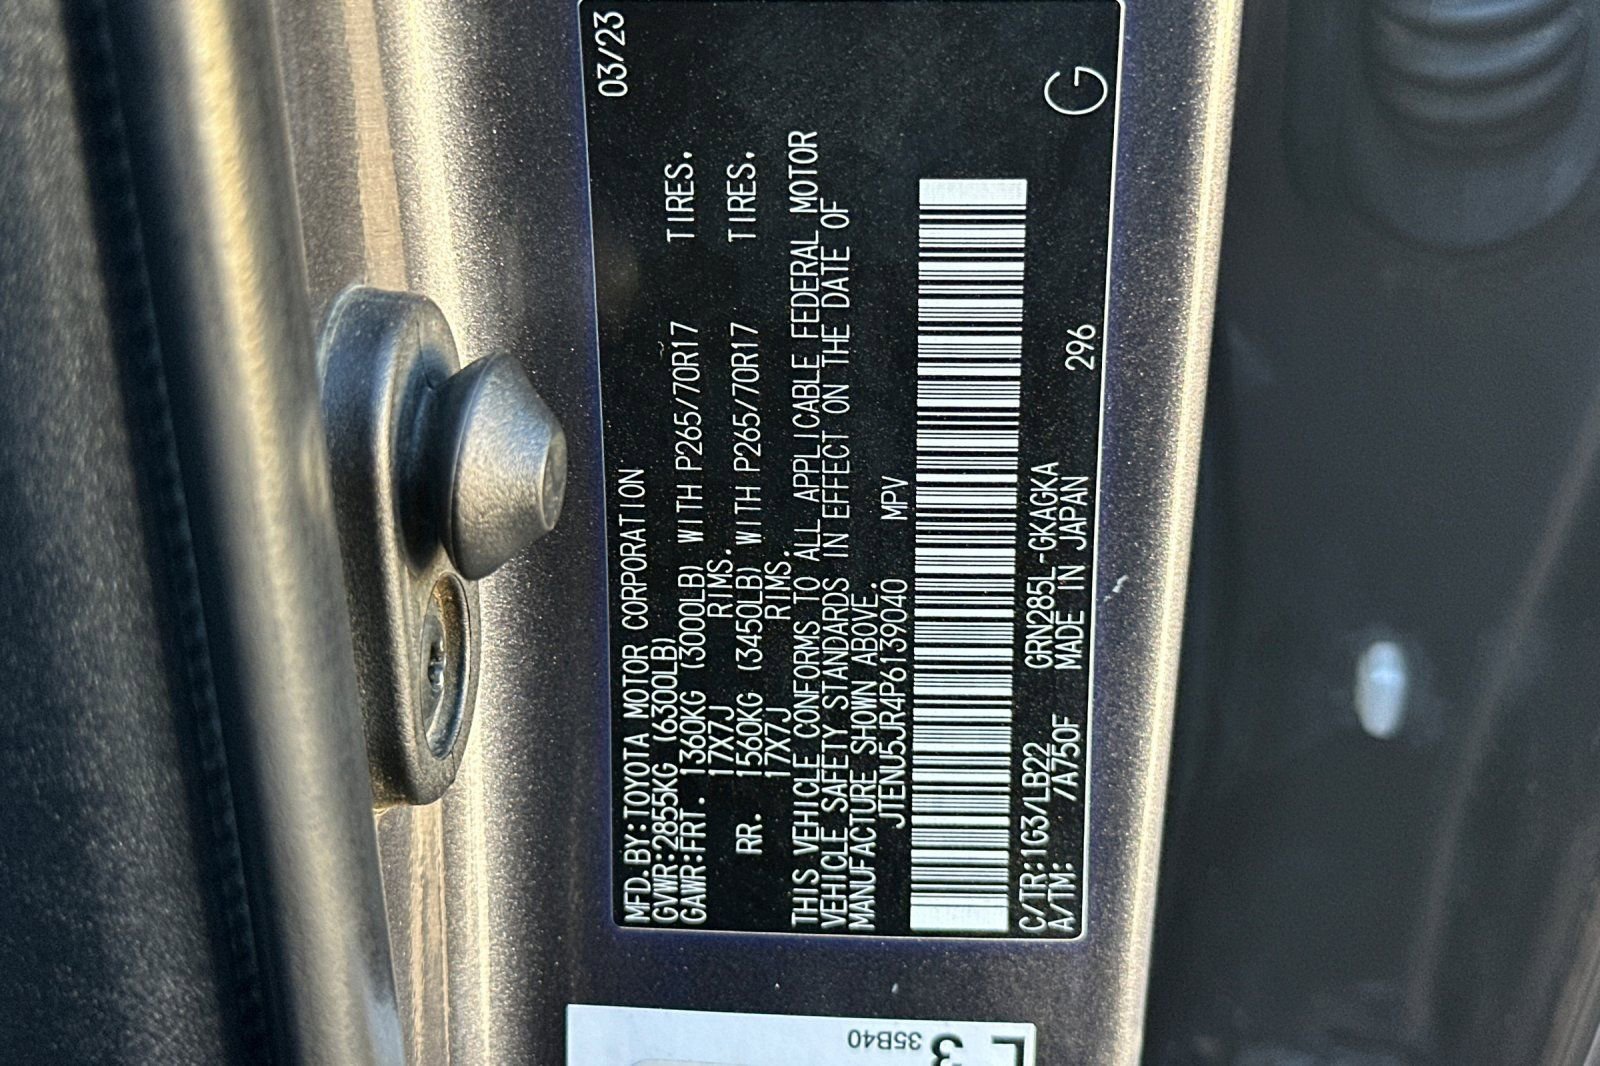 MFD.BY:TOYOTA MOTOR CORPORATION 03/23
GVWR:2855KG (6300LB)
GAWR:FRT. 1360KG (3000LB) WITH P265/70R17 TIRES.
17X7J RIMS.
RR. 1560KG (3450LB) WITH P265/70R17 TIRES.
17X7J RIMS.
THIS VEHICLE CONFORMS TO ALL APPLICABLE FEDERAL MOTOR
VEHICLE SAFETY STANDARDS IN EFFECT ON THE DATE OF
MANUFACTURE SHOWN ABOVE.
JTENU5JR4P6139040 MPV
C/TR:1G3/LB22 GRN285L-GKAGKA
A/TM: /A750F MADE IN JAPAN 296
G
35B40
3